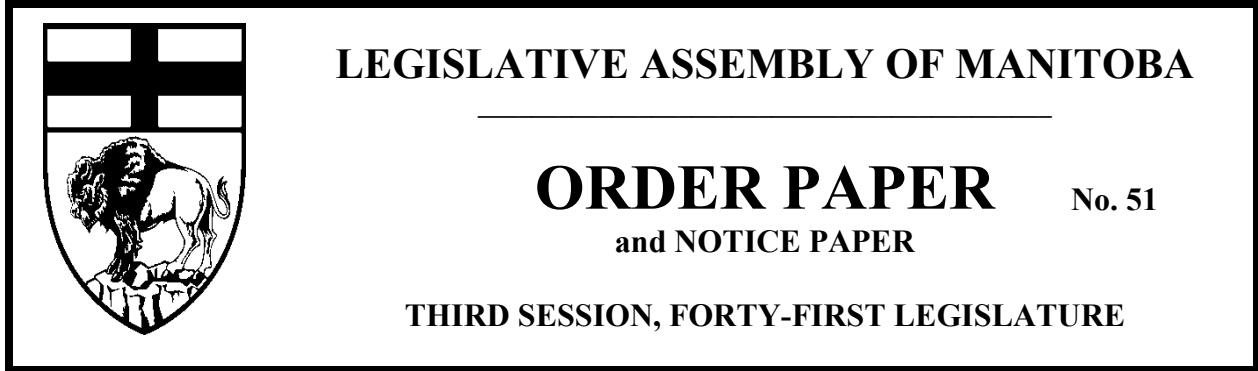 LEGISLATIVE ASSEMBLY OF MANITOBA
ORDER PAPER No. 51
and NOTICE PAPER
THIRD SESSION, FORTY-FIRST LEGISLATURE